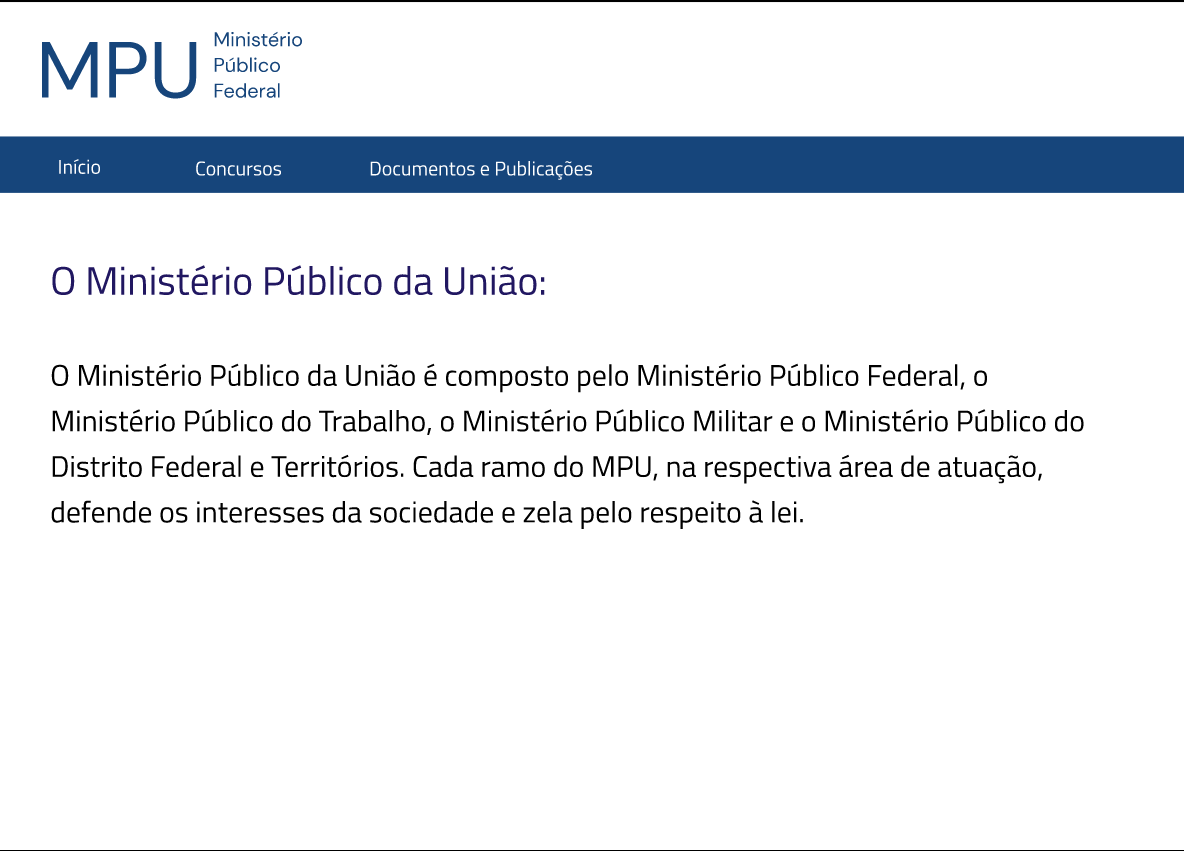 MPU
Ministério
Público
Federal
Início
Concursos
Documentos e Publicações
O Ministério Público da União:
O Ministério Público da União é composto pelo Ministério Público Federal, o
Ministério Público do Trabalho, o Ministério Público Militar e o Ministério Público do
Distrito Federal e Territórios. Cada ramo do MPU, na respectiva área de atuação,
defende os interesses da sociedade e zela pelo respeito à lei.